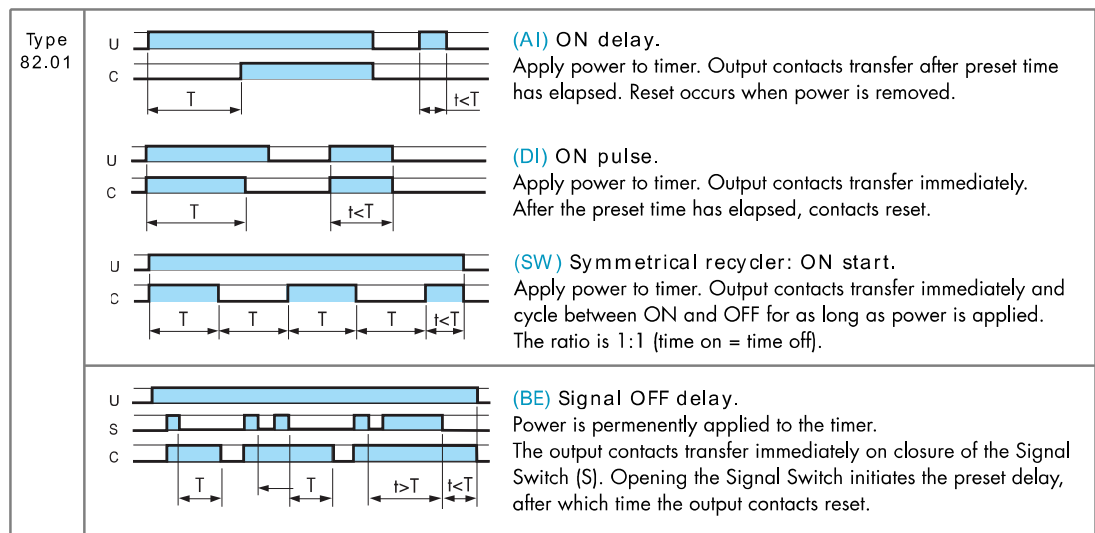 Type
82.01
U
C
T
t<T
(AI) ON delay.
Apply power to timer. Output contacts transfer after preset time
has elapsed. Reset occurs when power is removed.
U
C
T
t<T
(DI) ON pulse.
Apply power to timer. Output contacts transfer immediately.
After the preset time has elapsed, contacts reset.
U
C
T
T
T
T
t<T
(SW) Symmetrical recycler: ON start.
Apply power to timer. Output contacts transfer immediately and
cycle between ON and OFF for as long as power is applied.
The ratio is 1:1 (time on = time off).
U
S
C
T
T
t>T
t<T
(BE) Signal OFF delay.
Power is permenently applied to the timer.
The output contacts transfer immediately on closure of the Signal
Switch (S). Opening the Signal Switch initiates the preset delay,
after which time the output contacts reset.